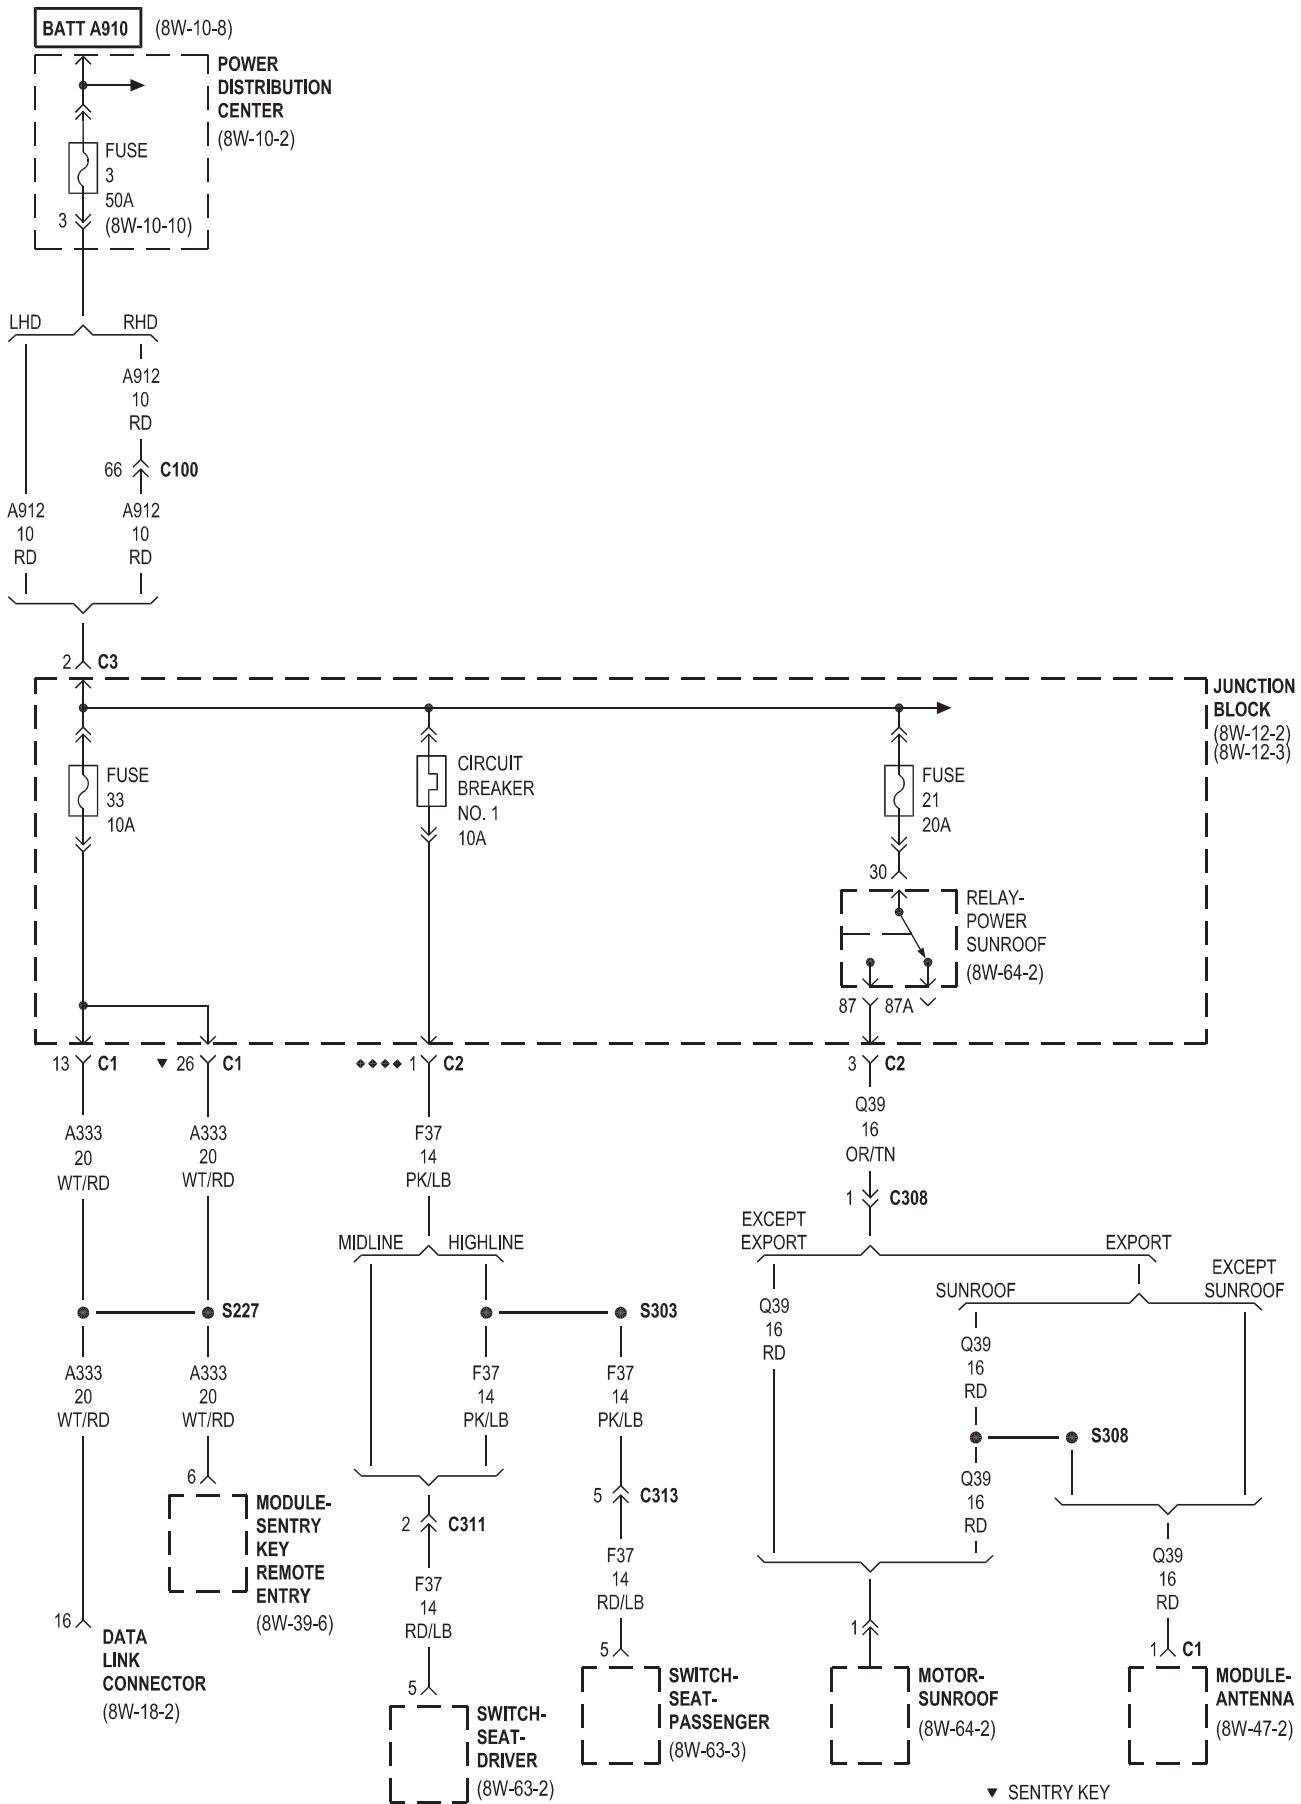 BATT A910 (8W-10-8)
POWER
DISTRIBUTION
CENTER
(8W-10-2)
FUSE
3
50A
(8W-10-10)
3
LHD RHD
A912
10
RD
66 C100
A912
10
RD
A912
10
RD
2 C3
JUNCTION
BLOCK
(8W-12-2)
(8W-12-3)
FUSE
33
10A
CIRCUIT
BREAKER
NO. 1
10A
FUSE
21
20A
30
RELAY-
POWER
SUNROOF
(8W-64-2)
87 87A
13 C1
▼ 26 C1
◆◆◆◆ 1 C2
3 C2
A333
20
WT/RD
A333
20
WT/RD
F37
14
PK/LB
Q39
16
OR/TN
1 C308
MIDLINE HIGHLINE
EXCEPT
EXPORT
EXPORT
SUNROOF
EXCEPT
SUNROOF
S227
S303
Q39
16
RD
Q39
16
RD
A333
20
WT/RD
A333
20
WT/RD
F37
14
PK/LB
F37
14
PK/LB
S308
6
MODULE-
SENTRY
KEY
REMOTE
ENTRY
(8W-39-6)
2 C311
5 C313
Q39
16
RD
F37
14
RD/LB
F37
14
RD/LB
Q39
16
RD
16
DATA
LINK
CONNECTOR
(8W-18-2)
5
SWITCH-
SEAT-
DRIVER
(8W-63-2)
5
SWITCH-
SEAT-
PASSENGER
(8W-63-3)
1
MOTOR-
SUNROOF
(8W-64-2)
1 C1
MODULE-
ANTENNA
(8W-47-2)
▼ SENTRY KEY